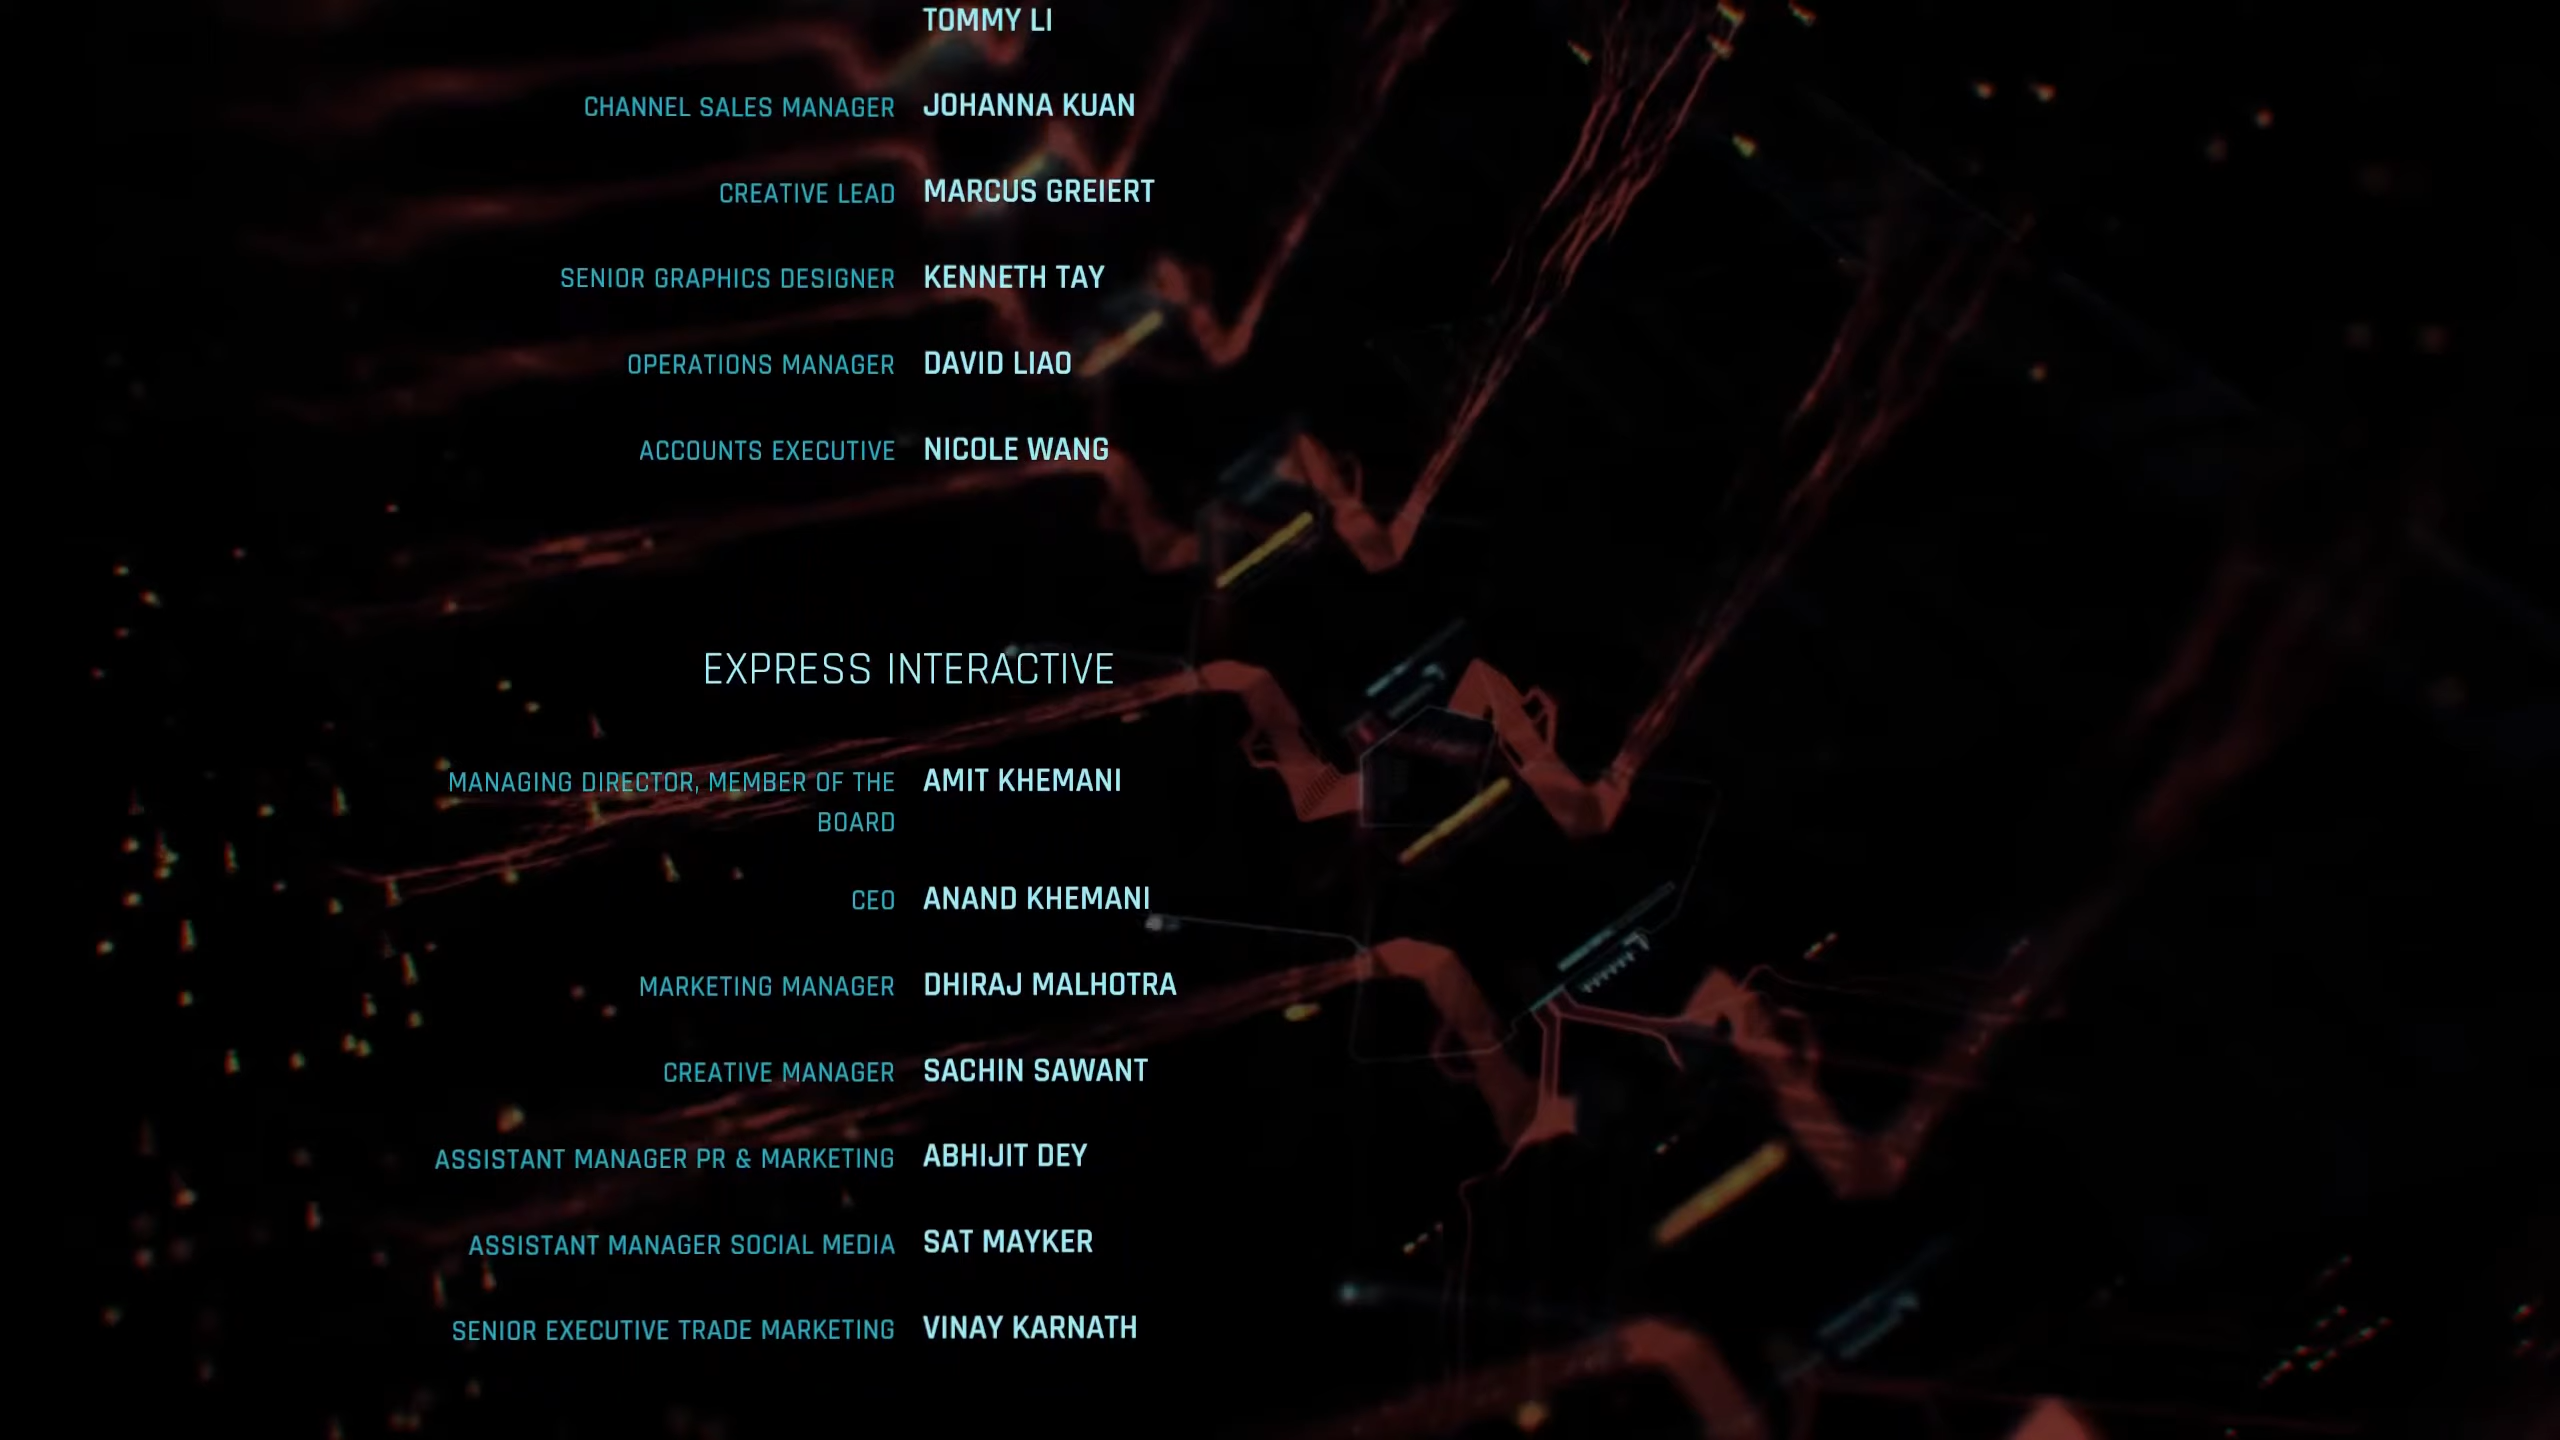 TOMMY LI
CHANNEL SALES MANAGER JOHANNA KUAN
CREATIVE LEAD MARCUS GREIERT
SENIOR GRAPHICS DESIGNER KENNETH TAY
OPERATIONS MANAGER DAVID LIAO
ACCOUNTS EXECUTIVE NICOLE WANG
EXPRESS INTERACTIVE
MANAGING DIRECTOR, MEMBER OF THE AMIT KHEMANI
BOARD
CEO ANAND KHEMANI
MARKETING MANAGER DHIRAJ MALHOTRA
CREATIVE MANAGER SACHIN SAWANT
ASSISTANT MANAGER PR & MARKETING ABHIJIT DEY
ASSISTANT MANAGER SOCIAL MEDIA SAT MAYKER
SENIOR EXECUTIVE TRADE MARKETING VINAY KARNATH